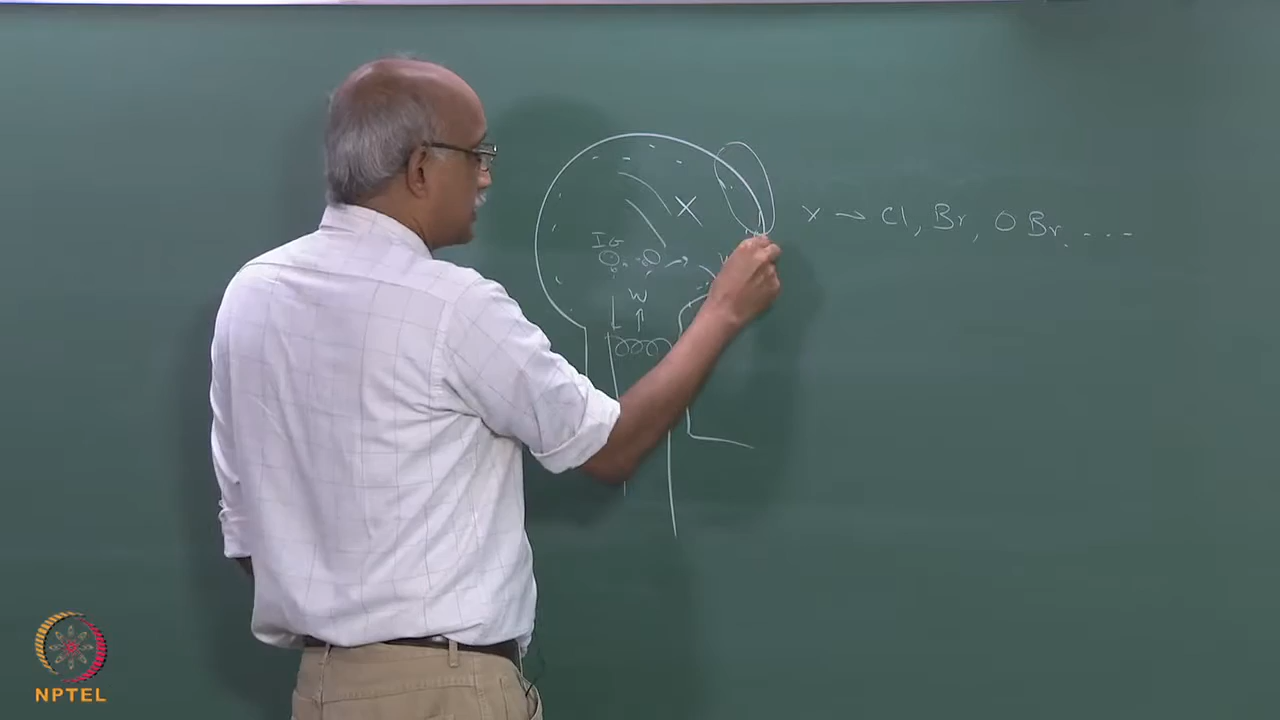 X
X → Cl, Br, OBr, ---
IG
W
W
NPTEL